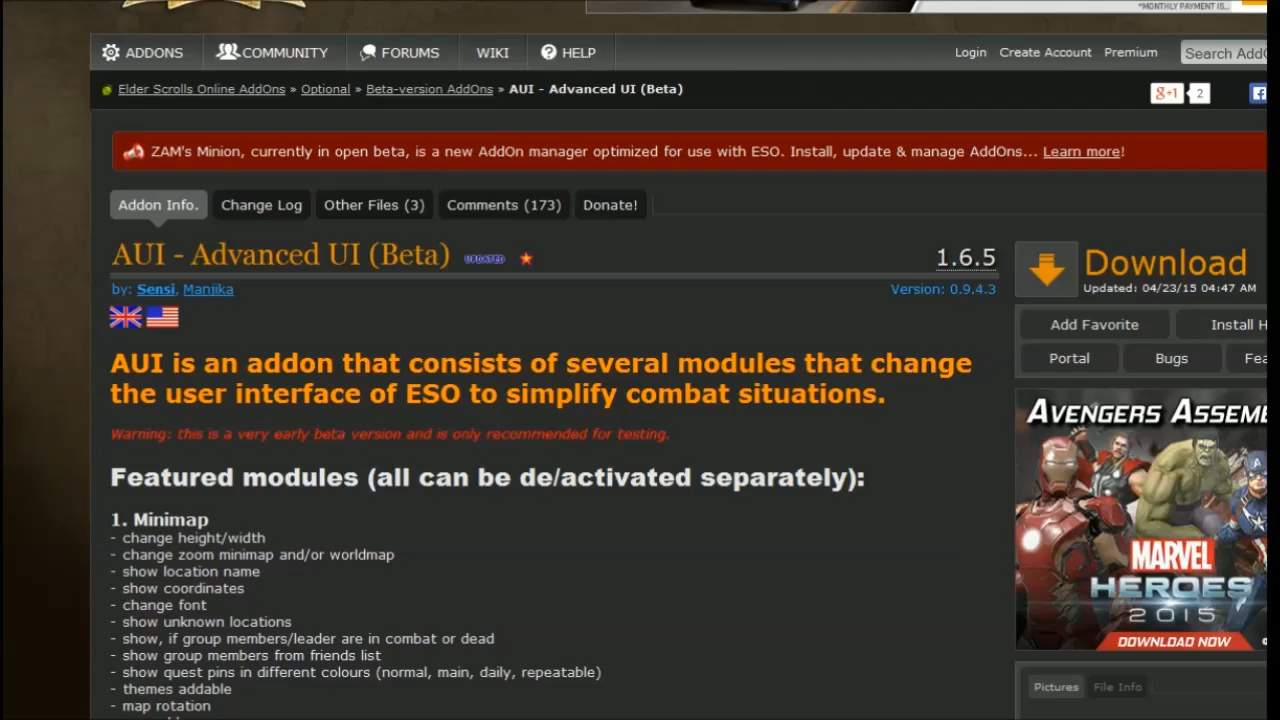 *MONTHLY PAYMENT IS...
ADDONS COMMUNITY FORUMS WIKI HELP Login Create Account Premium Search Add
Elder Scrolls Online AddOns » Optional » Beta-version AddOns » AUI - Advanced UI (Beta) g+1 2
ZAM's Minion, currently in open beta, is a new AddOn manager optimized for use with ESO. Install, update & manage AddOns... Learn more!
Addon Info. Change Log Other Files (3) Comments (173) Donate!
AUI - Advanced UI (Beta) UPDATED 1.6.5
by: Sensi, Manjika Version: 0.9.4.3
Download
Updated: 04/23/15 04:47 AM
Add Favorite Install H
Portal Bugs Fea
AUI is an addon that consists of several modules that change
the user interface of ESO to simplify combat situations.
Warning: this is a very early beta version and is only recommended for testing.
Featured modules (all can be de/activated separately):
1. Minimap
- change height/width
- change zoom minimap and/or worldmap
- show location name
- show coordinates
- change font
- show unknown locations
- show, if group members/leader are in combat or dead
- show group members from friends list
- show quest pins in different colours (normal, main, daily, repeatable)
- themes addable
- map rotation
AVENGERS ASSEM
MARVEL
HEROES
2015
DOWNLOAD NOW
Pictures File Info